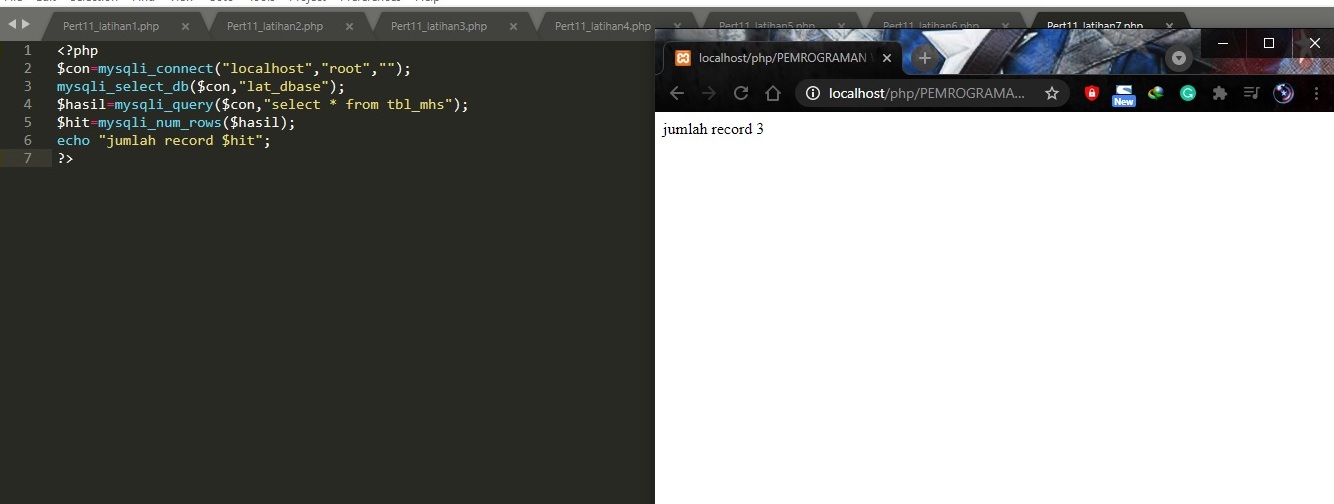 Pert11_latihan1.php × Pert11_latihan2.php × Pert11_latihan3.php × Pert11_latihan4.php Pert11_latihan5.php Pert11_latihan6.php Pert11_latihan7.php
1 <?php
2 $con=mysqli_connect("localhost","root","");
3 mysqli_select_db($con,"lat_dbase");
4 $hasil=mysqli_query($con,"select * from tbl_mhs");
5 $hit=mysqli_num_rows($hasil);
6 echo "jumlah record $hit";
7 ?>
localhost/php/PEMROGRAMAN
localhost/php/PEMROGRAMA...
New
jumlah record 3